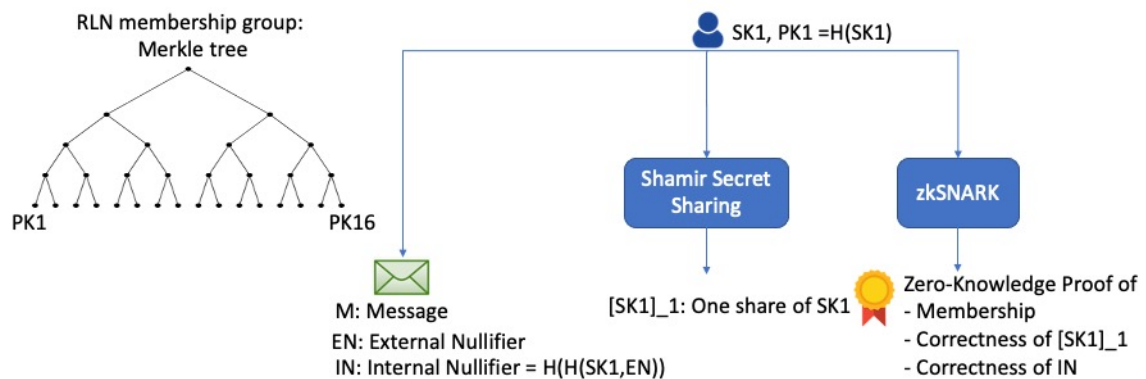 RLN membership group:
Merkle tree
PK1
PK16
SK1, PK1 =H(SK1)
Shamir Secret
Sharing
zkSNARK
M: Message
EN: External Nullifier
IN: Internal Nullifier = H(H(SK1,EN))
[SK1]_1: One share of SK1
Zero-Knowledge Proof of
- Membership
- Correctness of [SK1]_1
- Correctness of IN